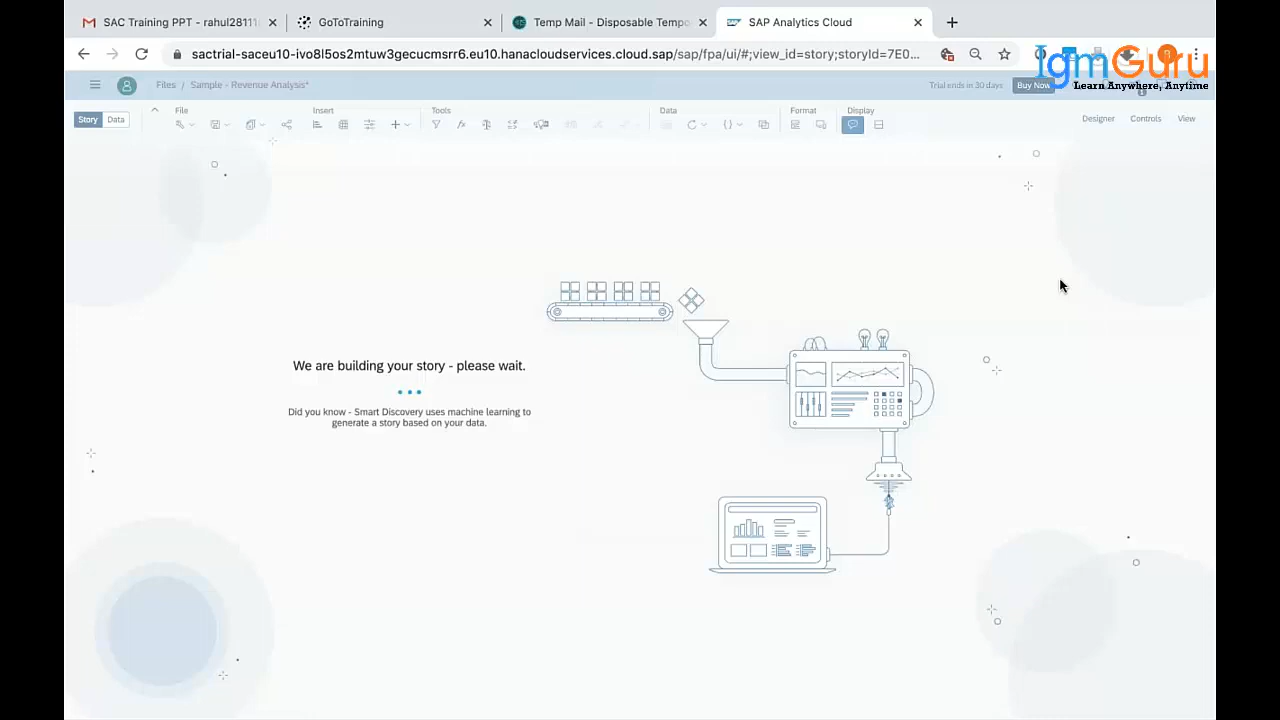 SAC Training PPT - rahul28111
GoToTraining
Temp Mail - Disposable Tempo
SAP Analytics Cloud
sactrial-saceu10-ivo8l5os2mtuw3gecucmsrr6.eu10.hanacloudservices.cloud.sap/sap/fpa/ui/#;view_id=story;storyId=7E0...
IgmGuru
Learn Anywhere, Anytime
Files / Sample - Revenue Analysis*
Trial ends in 30 days
Buy Now
Story
Data
File
Insert
Tools
Data
Format
Display
Designer
Controls
View
We are building your story - please wait.
Did you know - Smart Discovery uses machine learning to
generate a story based on your data.